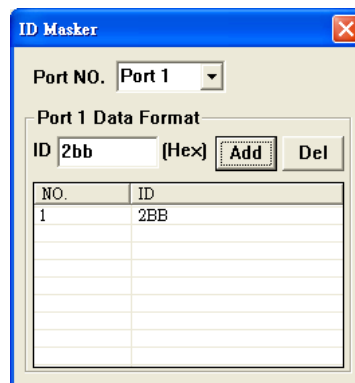 ID Masker
Port NO. Port 1
Port 1 Data Format
ID 2bb (Hex) Add Del
NO. ID
1 2BB